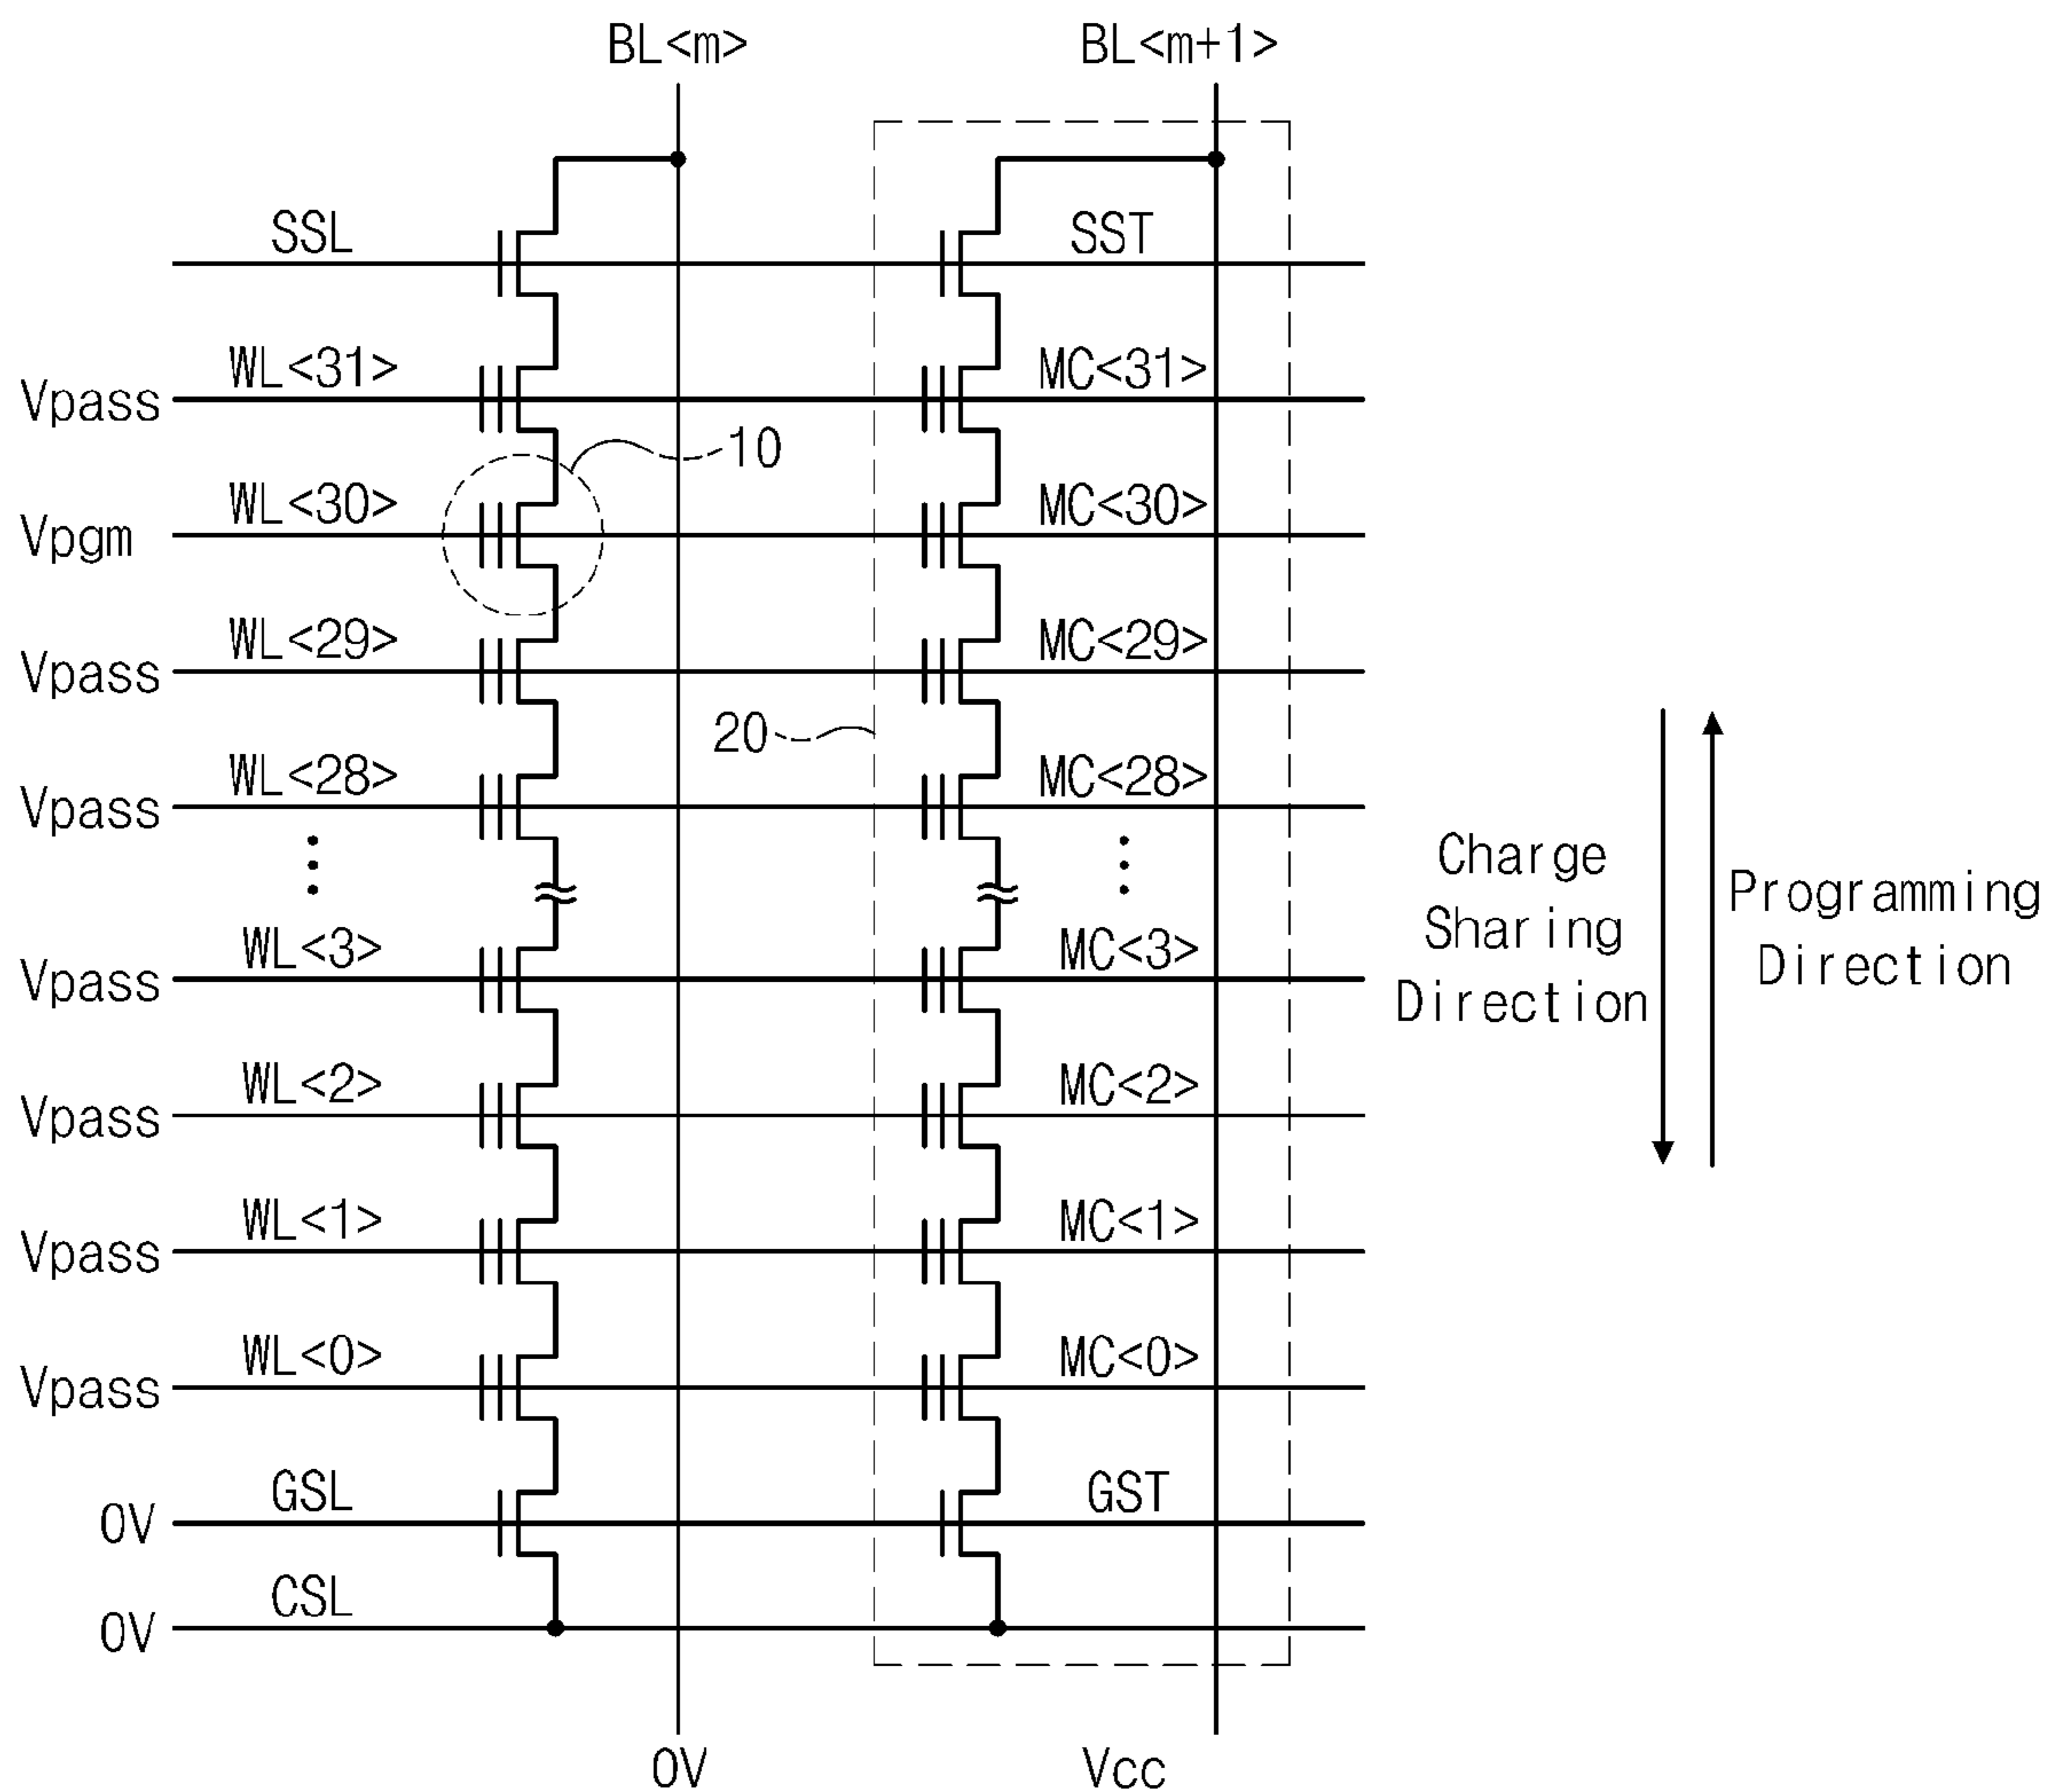 BL<m> BL<m+1>
SSL SST
Vpass WL<31> MC<31>
10
Vpgm WL<30> MC<30>
Vpass WL<29> MC<29>
20
Vpass WL<28> MC<28>
Charge
Sharing
Direction
Programming
Direction
Vpass WL<3> MC<3>
Vpass WL<2> MC<2>
Vpass WL<1> MC<1>
Vpass WL<0> MC<0>
0V GSL GST
0V CSL
0V Vcc